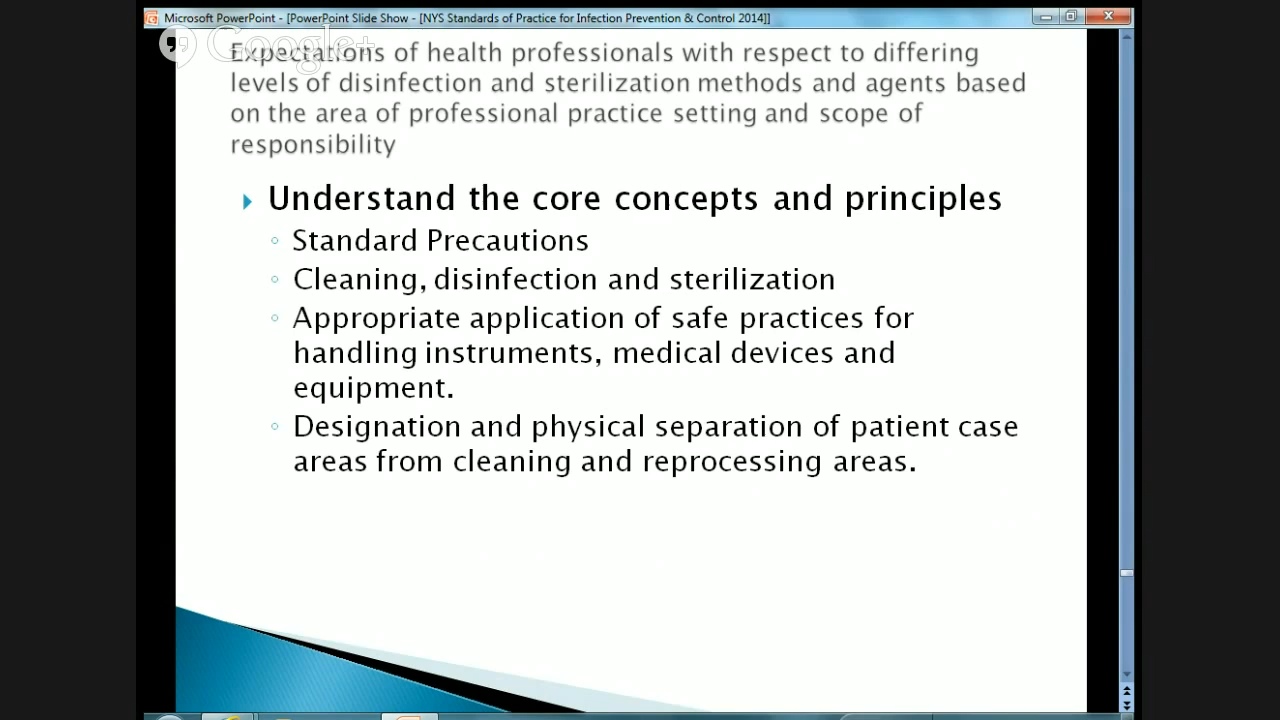 Microsoft PowerPoint - [PowerPoint Slide Show - [NYS Standards of Practice for Infection Prevention & Control 2014]]
Google+
Expectations of health professionals with respect to differing
levels of disinfection and sterilization methods and agents based
on the area of professional practice setting and scope of
responsibility
Understand the core concepts and principles
Standard Precautions
Cleaning, disinfection and sterilization
Appropriate application of safe practices for
handling instruments, medical devices and
equipment.
Designation and physical separation of patient case
areas from cleaning and reprocessing areas.